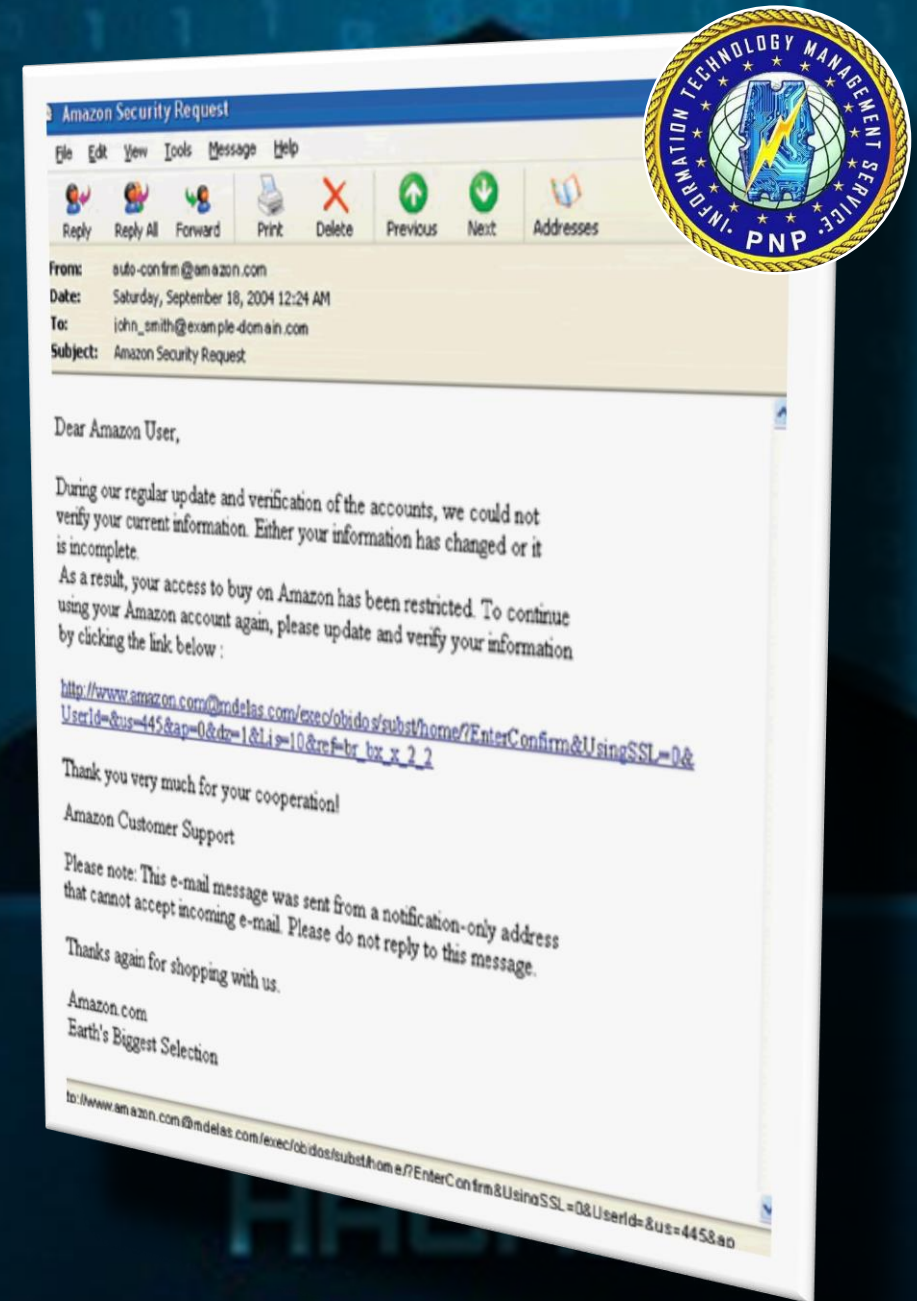 Amazon Security Request
File Edit View Tools Message Help
Reply Reply All Forward Print Delete Previous Next Addresses
From: auto-confirm@amazon.com
Date: Saturday, September 18, 2004 12:24 AM
To: john_smith@example-domain.com
Subject: Amazon Security Request
Dear Amazon User,
During our regular update and verification of the accounts, we could not
verify your current information. Either your information has changed or it
is incomplete.
As a result, your access to buy on Amazon has been restricted. To continue
using your Amazon account again, please update and verify your information
by clicking the link below :
http://www.amazon.com@mdelas.com/exec/obidos/subst/home/?EnterConfirm&UsingSSL=0&
UserId=&us=445&ap=0&dz=1&Lis=10&ref=br_bx_x_2_2
Thank you very much for your cooperation!
Amazon Customer Support
Please note: This e-mail message was sent from a notification-only address
that cannot accept incoming e-mail. Please do not reply to this message.
Thanks again for shopping with us.
Amazon.com
Earth's Biggest Selection
tp://www.amazon.com@mdelas.com/exec/obidos/subst/home/?EnterConfirm&UsingSSL=0&UserId=&us=445&ap
INFORMATION TECHNOLOGY MANAGEMENT SERVICE
PNP